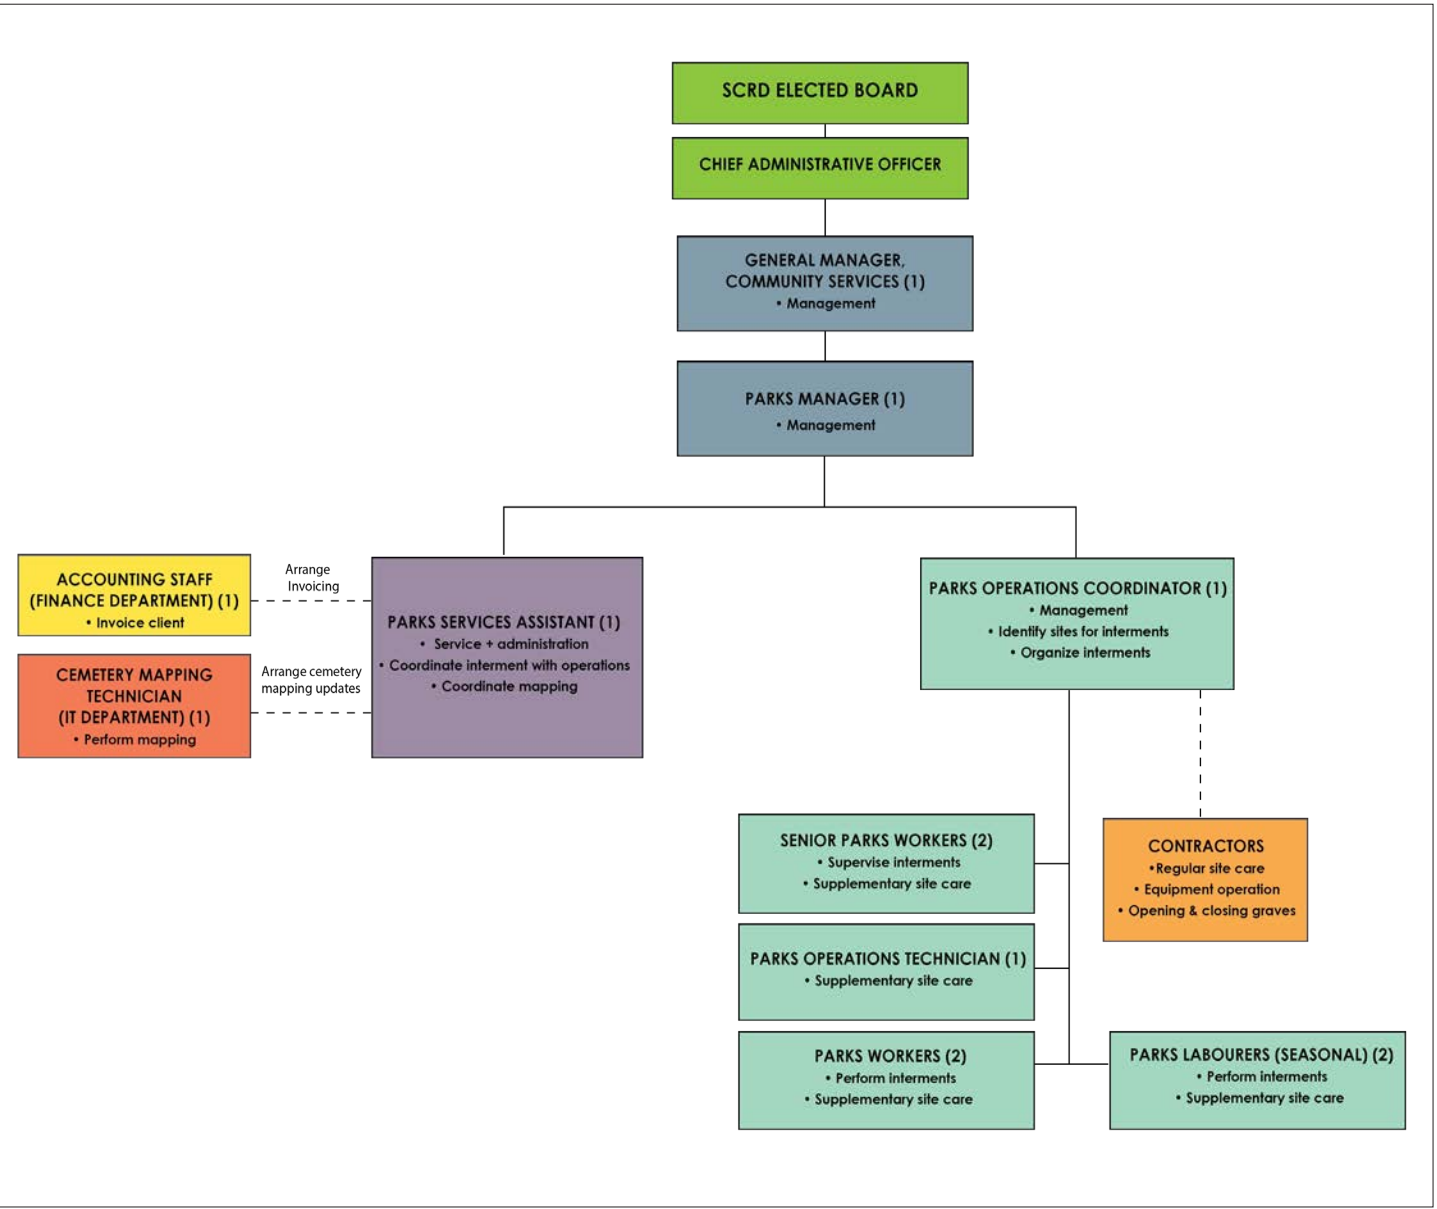 SCRD ELECTED BOARD
CHIEF ADMINISTRATIVE OFFICER
GENERAL MANAGER,
COMMUNITY SERVICES (1)
• Management
PARKS MANAGER (1)
• Management
ACCOUNTING STAFF
(FINANCE DEPARTMENT) (1)
• Invoice client
Arrange
Invoicing
CEMETERY MAPPING
TECHNICIAN
(IT DEPARTMENT) (1)
• Perform mapping
Arrange cemetery
mapping updates
PARKS SERVICES ASSISTANT (1)
• Service + administration
• Coordinate interment with operations
• Coordinate mapping
PARKS OPERATIONS COORDINATOR (1)
• Management
• Identify sites for interments
• Organize interments
SENIOR PARKS WORKERS (2)
• Supervise interments
• Supplementary site care
CONTRACTORS
•Regular site care
• Equipment operation
• Opening & closing graves
PARKS OPERATIONS TECHNICIAN (1)
• Supplementary site care
PARKS WORKERS (2)
• Perform interments
• Supplementary site care
PARKS LABOURERS (SEASONAL) (2)
• Perform interments
• Supplementary site care